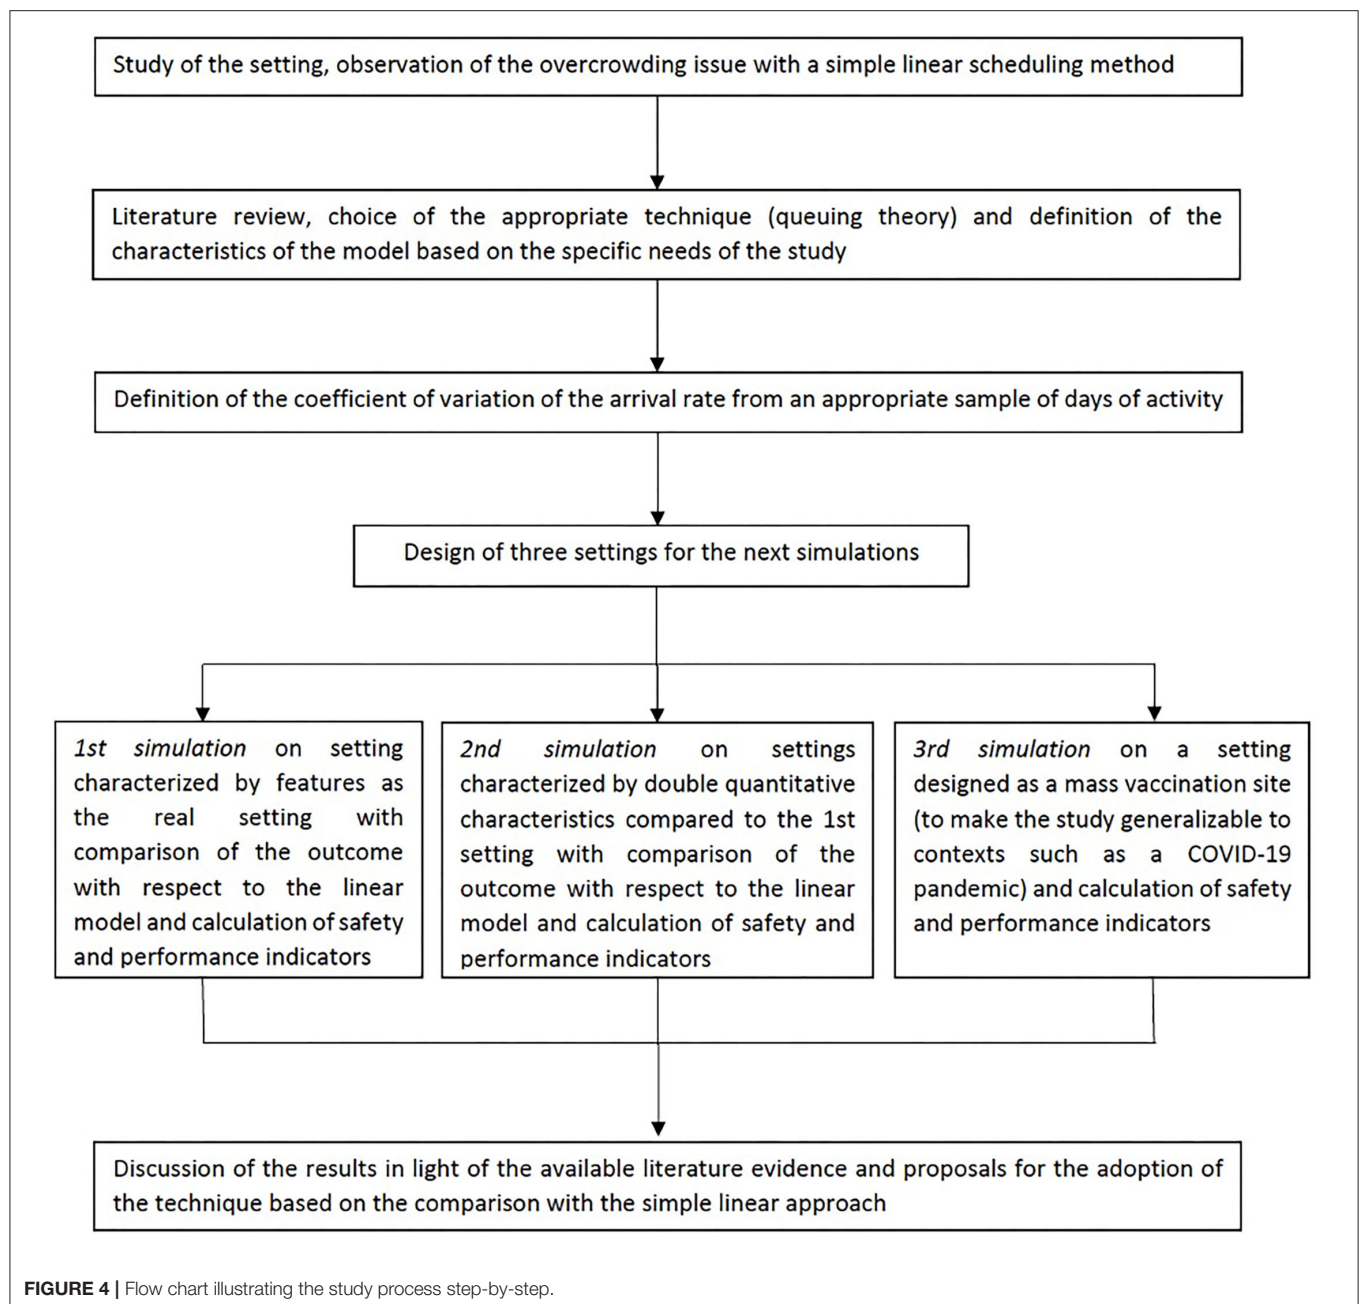 Study of the setting, observation of the overcrowding issue with a simple linear scheduling method
Literature review, choice of the appropriate technique (queuing theory) and definition of the
characteristics of the model based on the specific needs of the study
Definition of the coefficient of variation of the arrival rate from an appropriate sample of days of activity
Design of three settings for the next simulations
1st simulation on setting
characterized by features as
the real setting with
comparison of the outcome
with respect to the linear
model and calculation of safety
and performance indicators
2nd simulation on settings
characterized by double quantitative
characteristics compared to the 1st
setting with comparison of the
outcome with respect to the linear
model and calculation of safety and
performance indicators
3rd simulation on a setting
designed as a mass vaccination site
(to make the study generalizable to
contexts such as a COVID-19
pandemic) and calculation of safety
and performance indicators
Discussion of the results in light of the available literature evidence and proposals for the adoption of
the technique based on the comparison with the simple linear approach
FIGURE 4 | Flow chart illustrating the study process step-by-step.